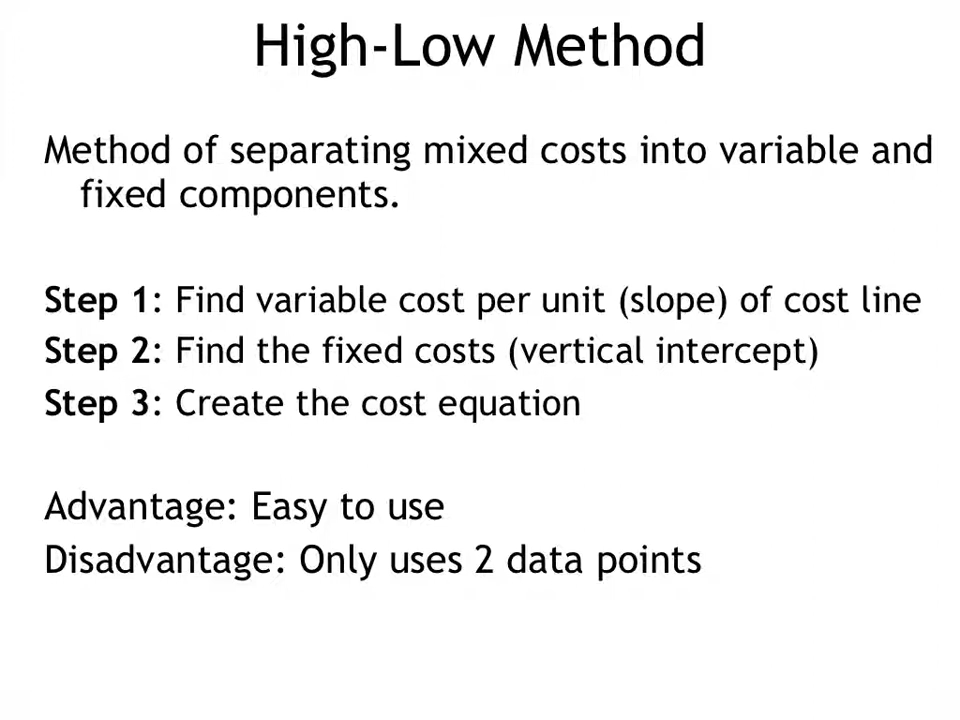 High-Low Method
Method of separating mixed costs into variable and
fixed components.
Step 1: Find variable cost per unit (slope) of cost line
Step 2: Find the fixed costs (vertical intercept)
Step 3: Create the cost equation
Advantage: Easy to use
Disadvantage: Only uses 2 data points